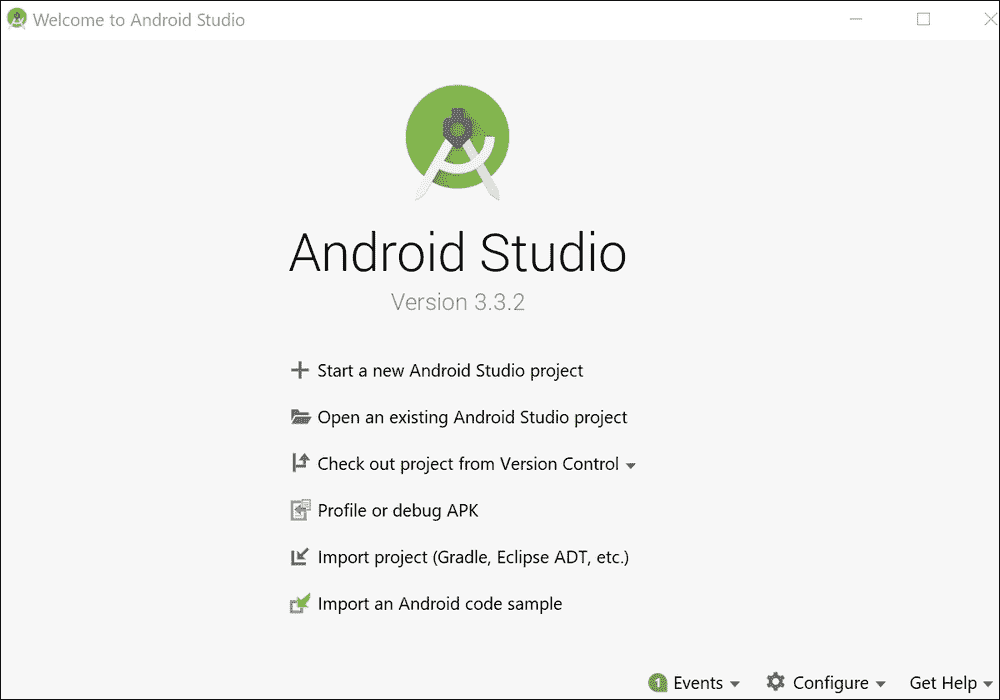 Welcome to Android Studio
Android Studio
Version 3.3.2
Start a new Android Studio project
Open an existing Android Studio project
Check out project from Version Control
Profile or debug APK
Import project (Gradle, Eclipse ADT, etc.)
Import an Android code sample
1 Events Configure Get Help